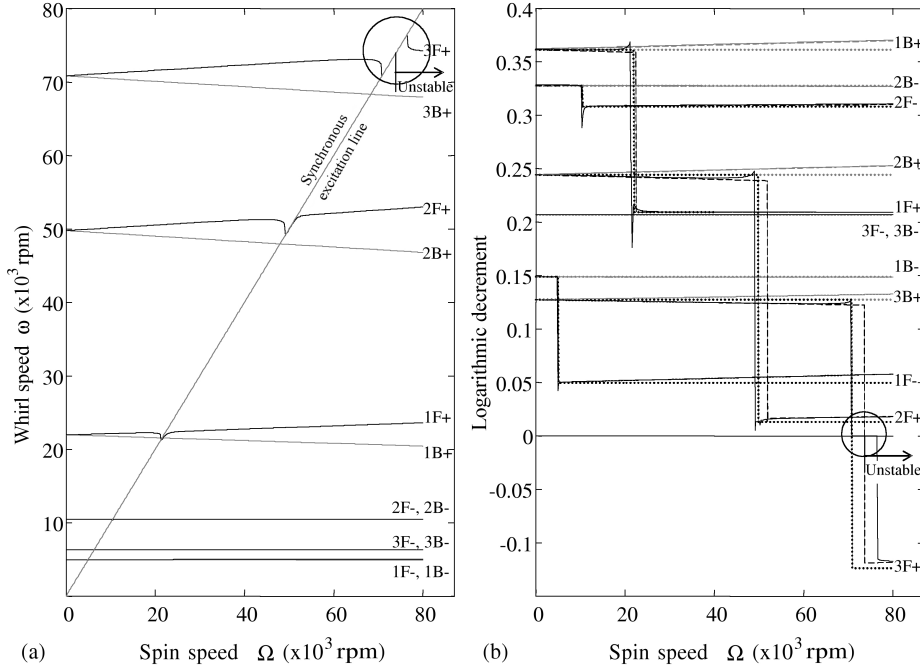 80
70
60
50
40
30
20
10
0
20
40
60
80
Whirl speed ω (x10³ rpm)
3F+
Unstable
3B+
Synchronous
excitation line
2F+
2B+
1F+
1B+
2F-, 2B-
3F-, 3B-
1F-, 1B-
(a)
Spin speed Ω (x10³ rpm)
0.4
0.35
0.3
0.25
0.2
0.15
0.1
0.05
0
-0.05
-0.1
0
20
40
60
80
Logarithmic decrement
1B+
2B-
2F-
2B+
1F+
3F-, 3B-
1B-
3B+
1F-
2F+
Unstable
3F+
(b)
Spin speed Ω (x10³ rpm)